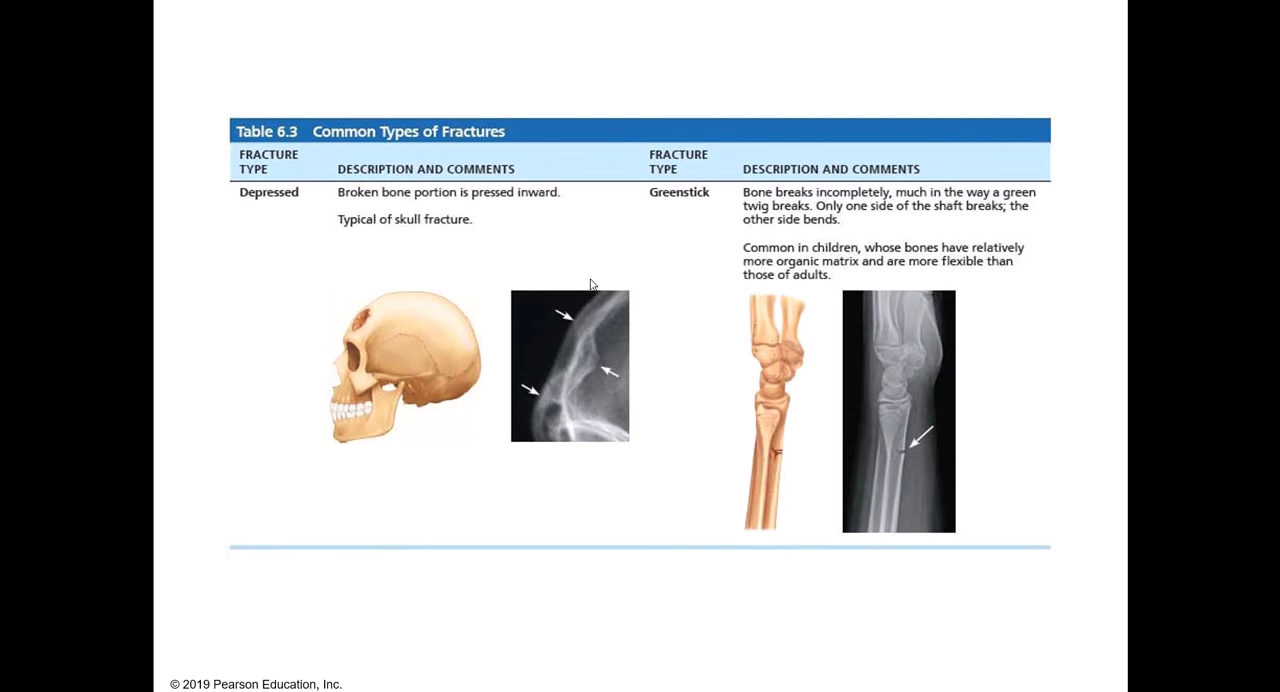 Table 6.3 Common Types of Fractures
FRACTURE TYPE DESCRIPTION AND COMMENTS
Depressed Broken bone portion is pressed inward.
Typical of skull fracture.
FRACTURE TYPE DESCRIPTION AND COMMENTS
Greenstick Bone breaks incompletely, much in the way a green
twig breaks. Only one side of the shaft breaks; the
other side bends.
Common in children, whose bones have relatively
more organic matrix and are more flexible than
those of adults.
© 2019 Pearson Education, Inc.